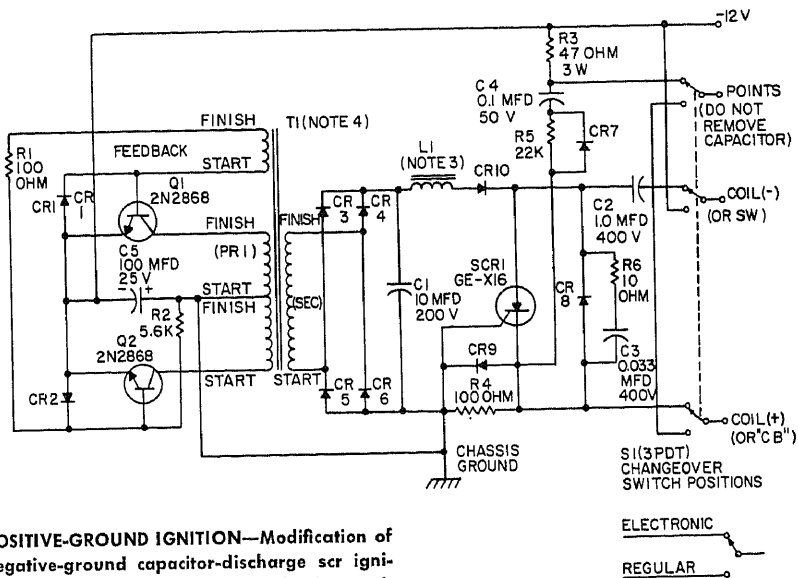 -12V
R3
47 OHM
3 W
C4
0.1 MFD
50 V
POINTS
(DO NOT
REMOVE
CAPACITOR)
FINISH
T1 (NOTE 4)
R1
100
OHM
FEEDBACK
START
L1
(NOTE 3)
R5
22K
CR7
CR10
Q1
2N2868
CR1
CR
1
CR
3
CR
4
COIL(-)
(OR SW)
C2
1.0 MFD
400 V
FINISH
(PRI)
FINISH
C5
100 MFD
25 V
- +
START
FINISH
(SEC)
C1
10 MFD
200 V
SCR1
GE-X16
CR
8
R6
10
OHM
R2
5.6K
Q2
2N2868
CR9
C3
0.033
MFD
400V
START
START
CR
5
CR
6
R4
100 OHM
CR2
COIL(+)
(OR "CB")
CHASSIS
GROUND
S1(3PDT)
CHANGEOVER
SWITCH POSITIONS
ELECTRONIC
REGULAR
OSITIVE-GROUND IGNITION—Modification of
egative-ground capacitor-discharge scr igni-